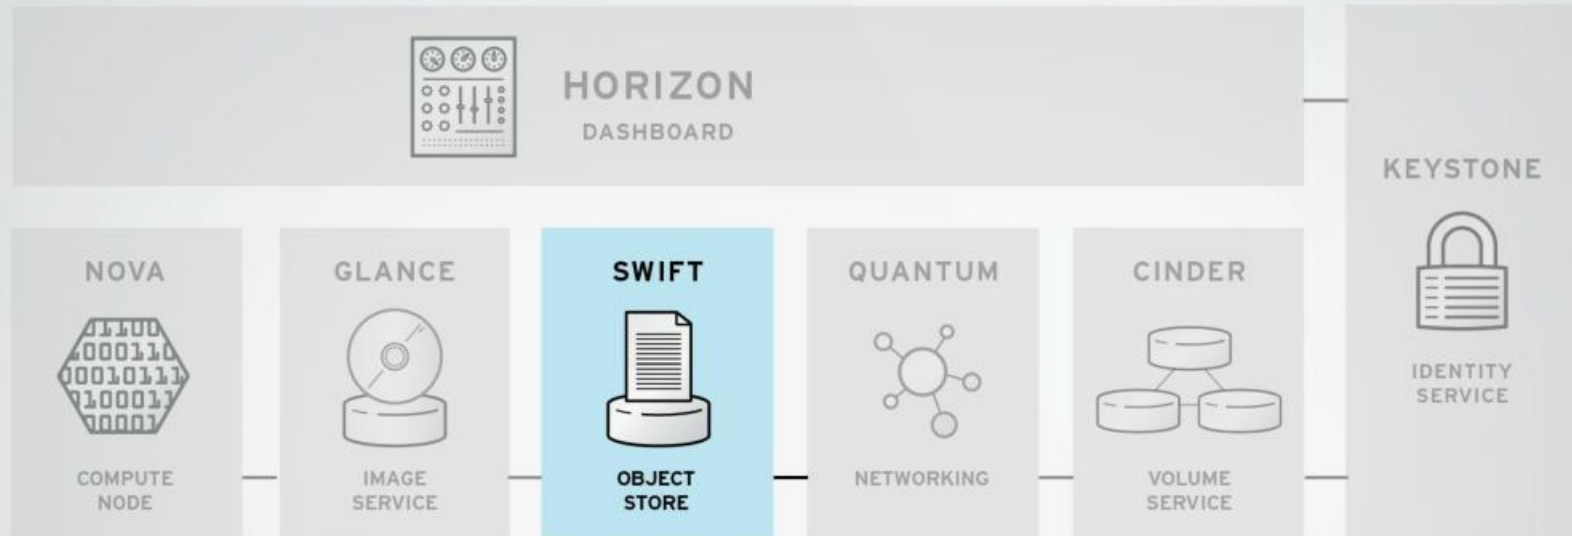 HORIZON
DASHBOARD
KEYSTONE
IDENTITY
SERVICE
NOVA
COMPUTE
NODE
GLANCE
IMAGE
SERVICE
SWIFT
OBJECT
STORE
QUANTUM
NETWORKING
CINDER
VOLUME
SERVICE